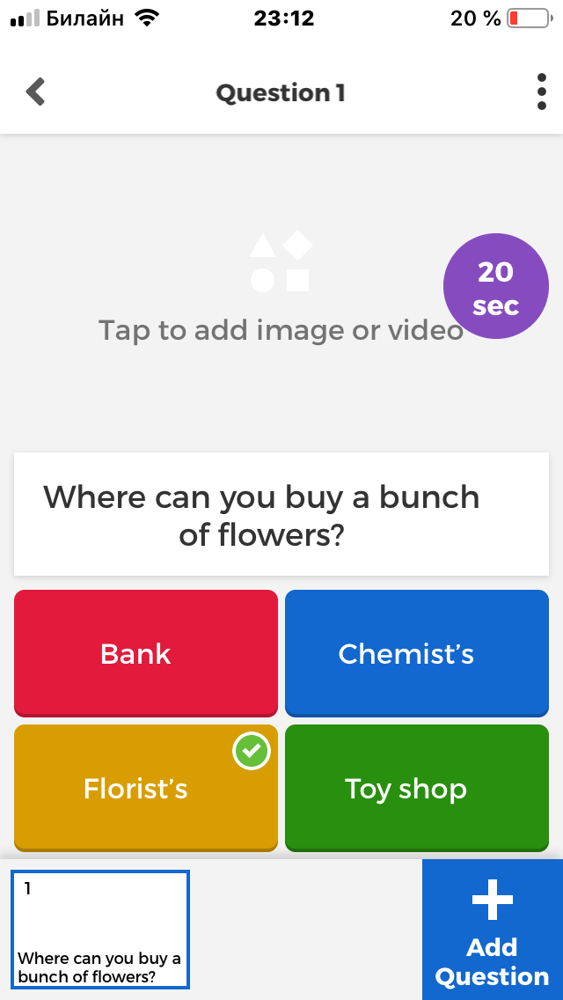 Билайн 23:12 20 %
Question 1
20
sec
Tap to add image or video
Where can you buy a bunch
of flowers?
Bank
Chemist’s
Florist’s
Toy shop
1
Where can you buy a
bunch of flowers?
Add
Question